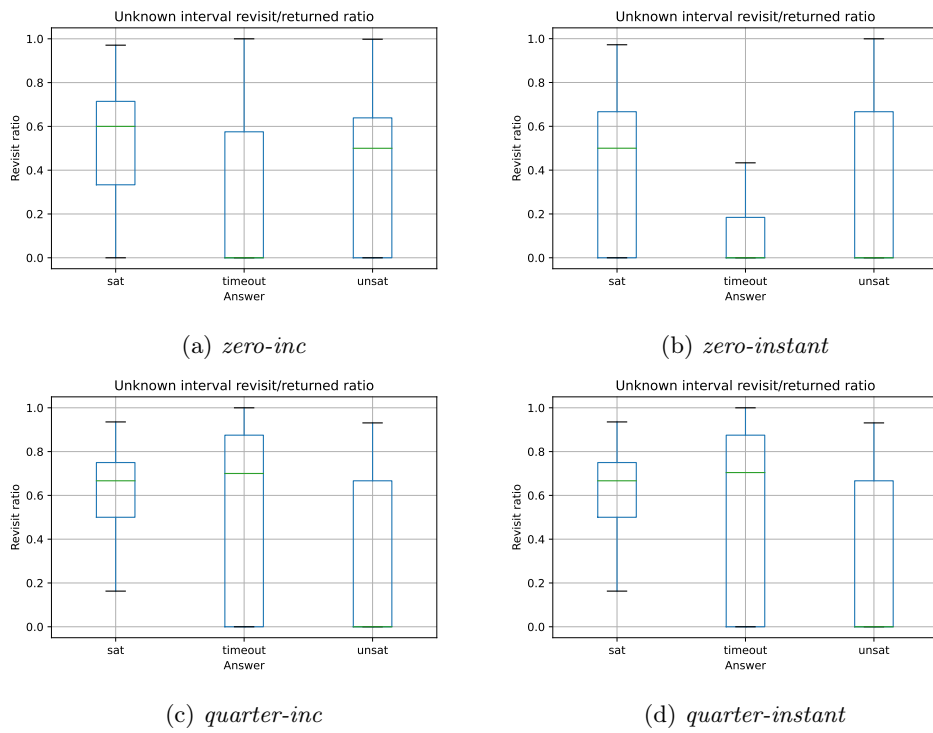 Unknown interval revisit/returned ratio
1.0
0.8
0.6
0.4
0.2
0.0
Revisit ratio
sat timeout unsat
Answer
(a) zero-inc
Unknown interval revisit/returned ratio
1.0
0.8
0.6
0.4
0.2
0.0
Revisit ratio
sat timeout unsat
Answer
(b) zero-instant
Unknown interval revisit/returned ratio
1.0
0.8
0.6
0.4
0.2
0.0
Revisit ratio
sat timeout unsat
Answer
(c) quarter-inc
Unknown interval revisit/returned ratio
1.0
0.8
0.6
0.4
0.2
0.0
Revisit ratio
sat timeout unsat
Answer
(d) quarter-instant